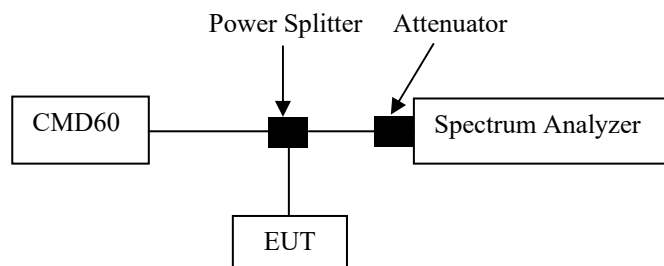 Power Splitter
Attenuator
CMD60
Spectrum Analyzer
EUT